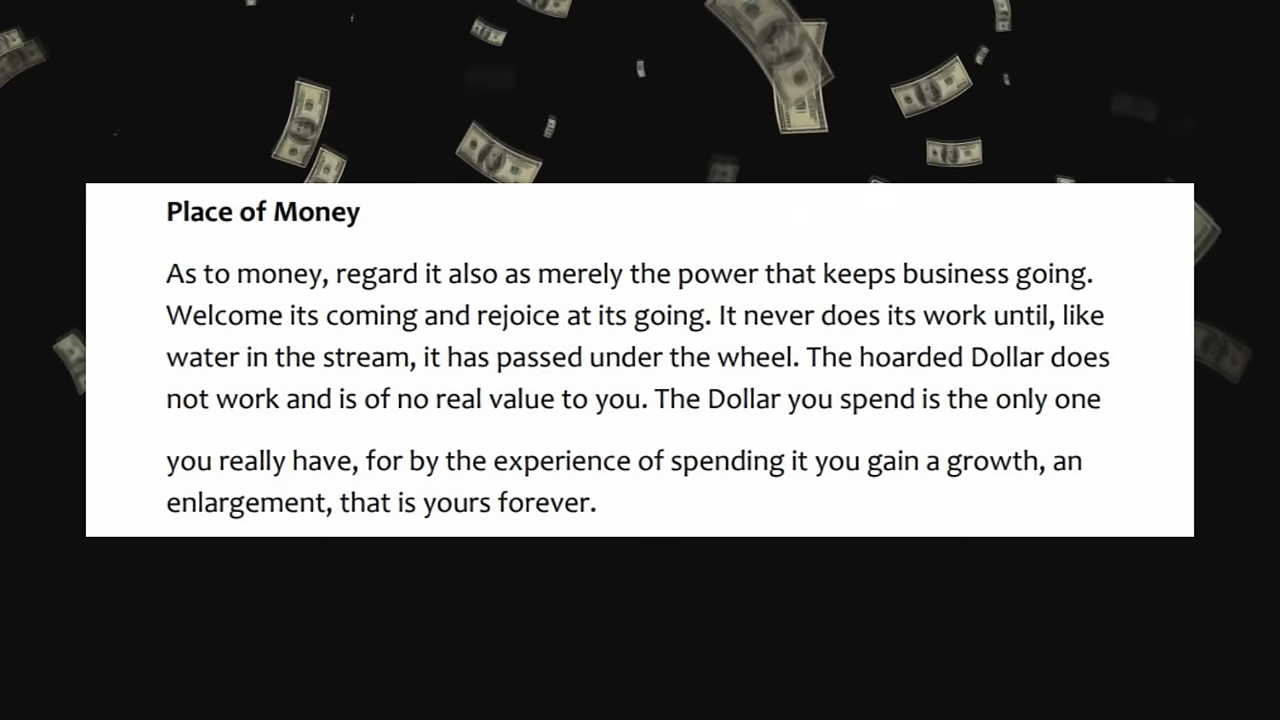 Place of Money
As to money, regard it also as merely the power that keeps business going.
Welcome its coming and rejoice at its going. It never does its work until, like
water in the stream, it has passed under the wheel. The hoarded Dollar does
not work and is of no real value to you. The Dollar you spend is the only one
you really have, for by the experience of spending it you gain a growth, an
enlargement, that is yours forever.